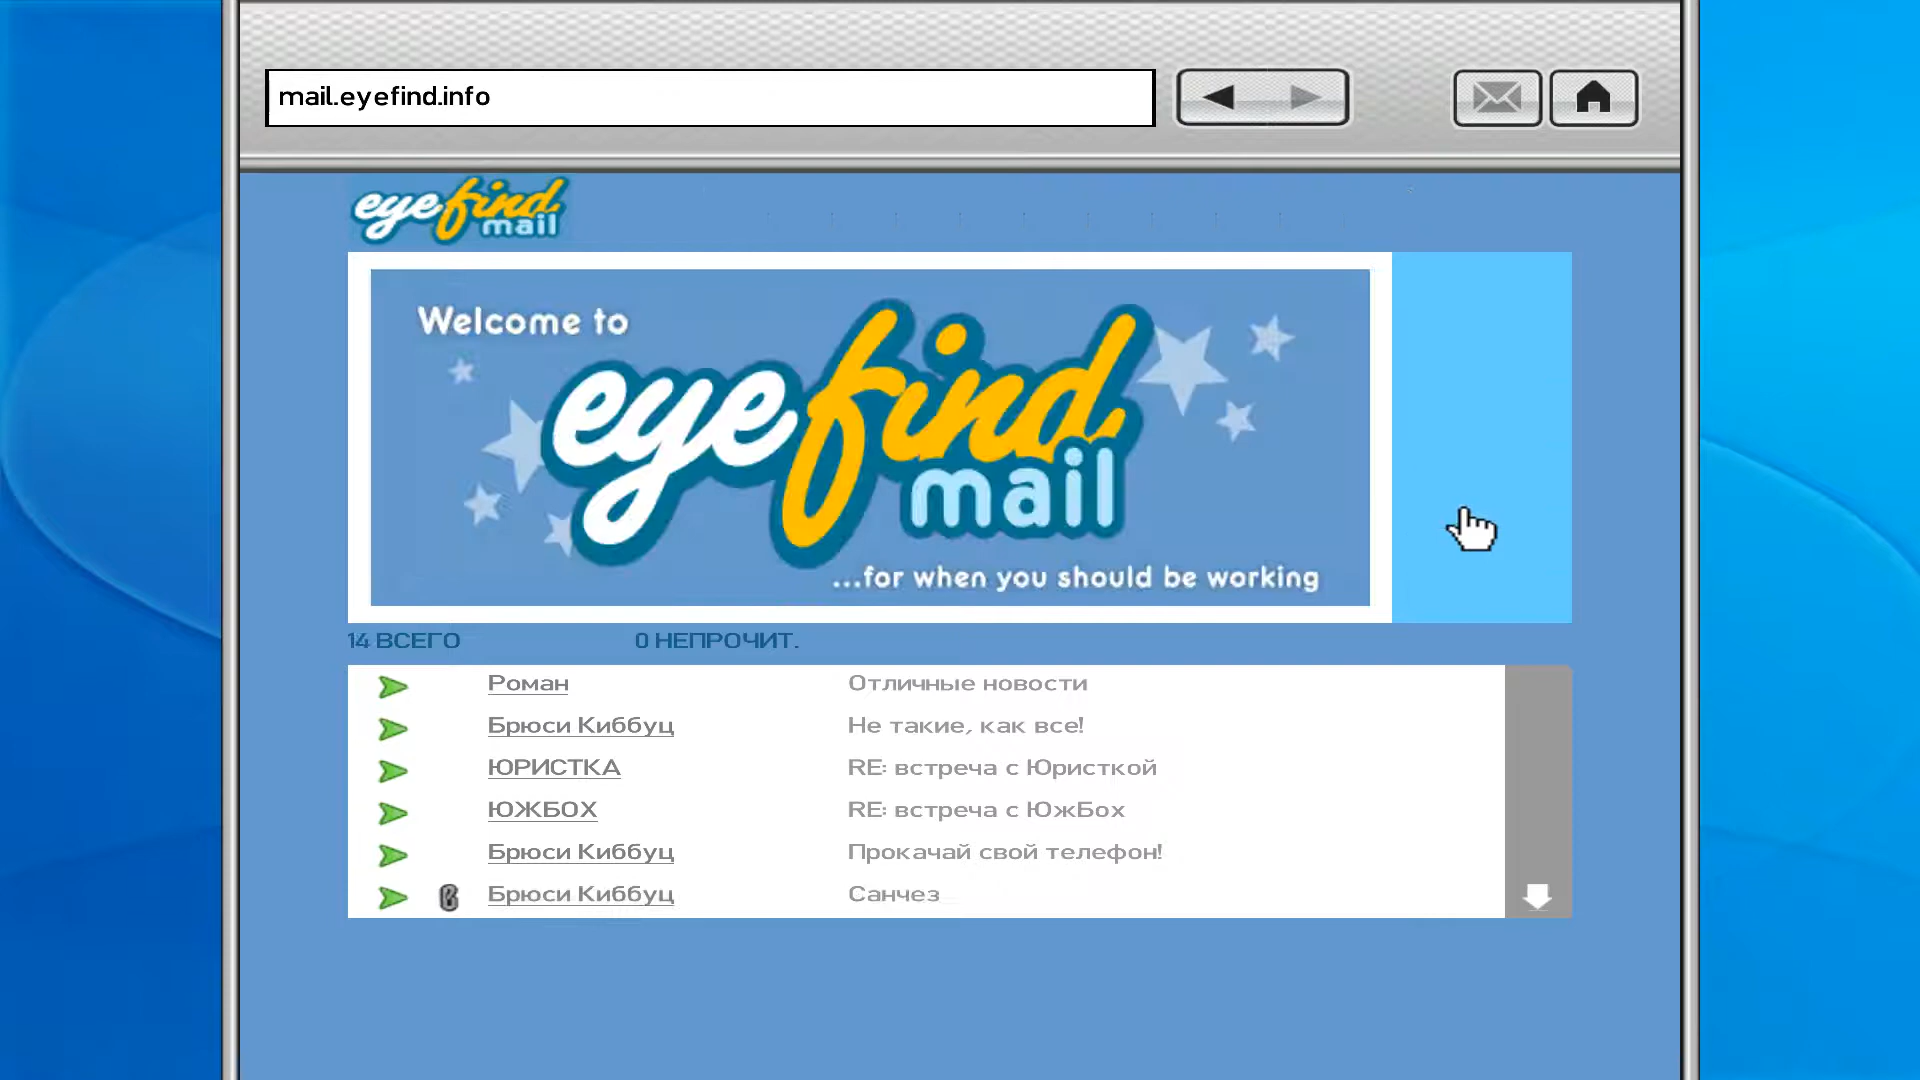 mail.eyefind.info
eyefind
mail
Welcome to
eyefind
mail
...for when you should be working
14 ВСЕГО 0 НЕПРОЧИТ.
Роман Отличные новости
Брюси Киббуц Не такие, как все!
ЮРИСТКА RE: встреча с Юристкой
ЮЖБОХ RE: встреча с ЮжБох
Брюси Киббуц Прокачай свой телефон!
Брюси Киббуц Санчез